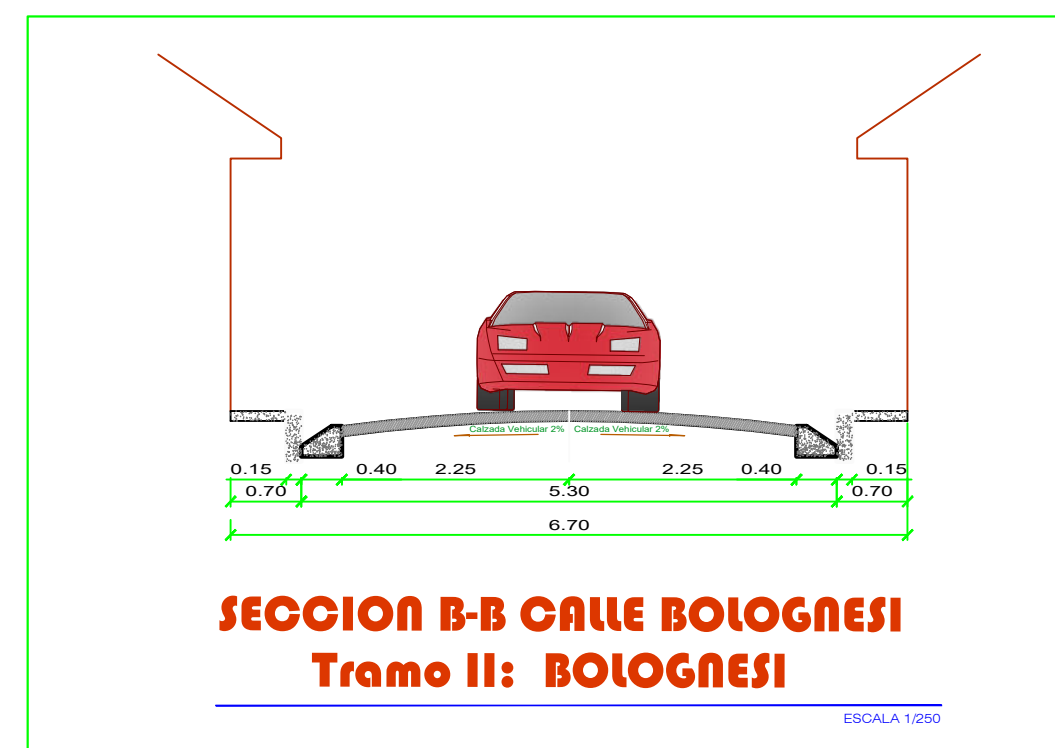 Calzada Vehicular 2% Calzada Vehicular 2%
0.15 0.40 2.25 2.25 0.40 0.15
0.70 5.30 0.70
6.70
SECCION B-B CALLE BOLOGNESI
Tramo II: BOLOGNESI
ESCALA 1/250